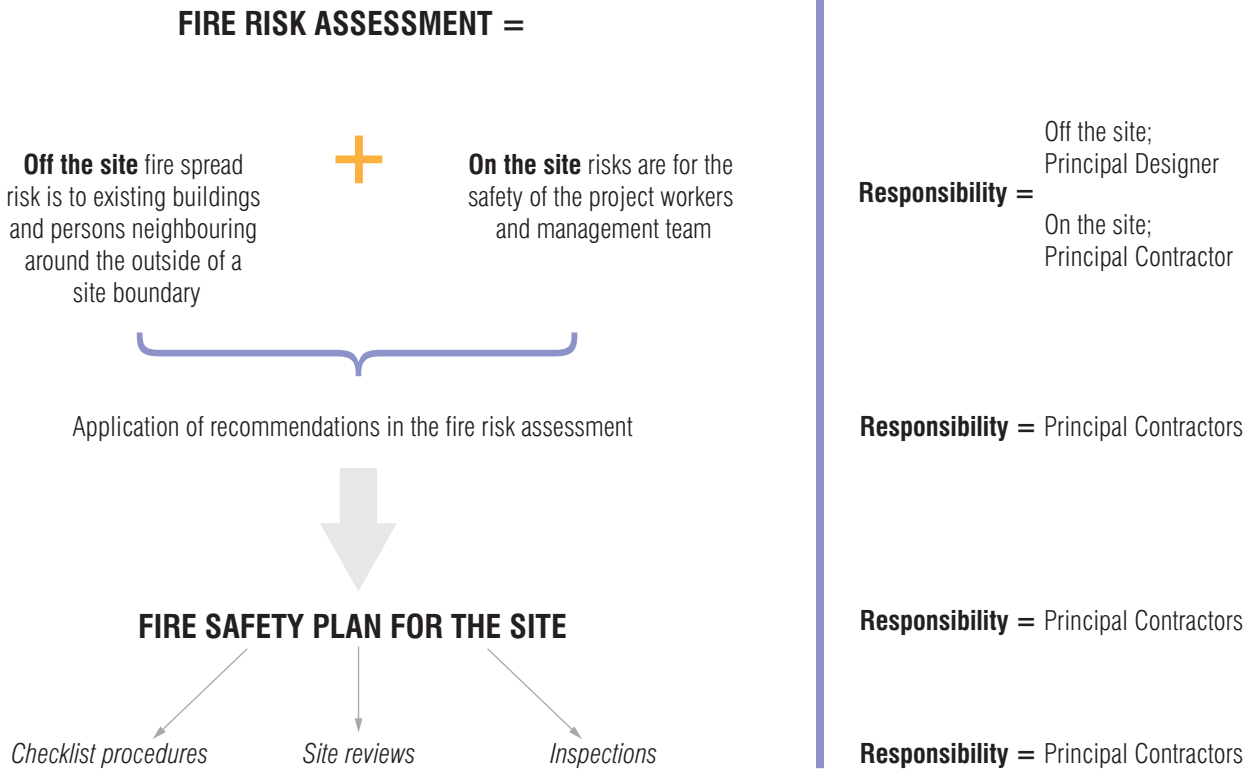 FIRE RISK ASSESSMENT =
Off the site fire spread
risk is to existing buildings
and persons neighbouring
around the outside of a
site boundary
+
On the site risks are for the
safety of the project workers
and management team
Responsibility =
Off the site;
Principal Designer
On the site;
Principal Contractor
Application of recommendations in the fire risk assessment
Responsibility = Principal Contractors
FIRE SAFETY PLAN FOR THE SITE
Responsibility = Principal Contractors
Checklist procedures
Site reviews
Inspections
Responsibility = Principal Contractors